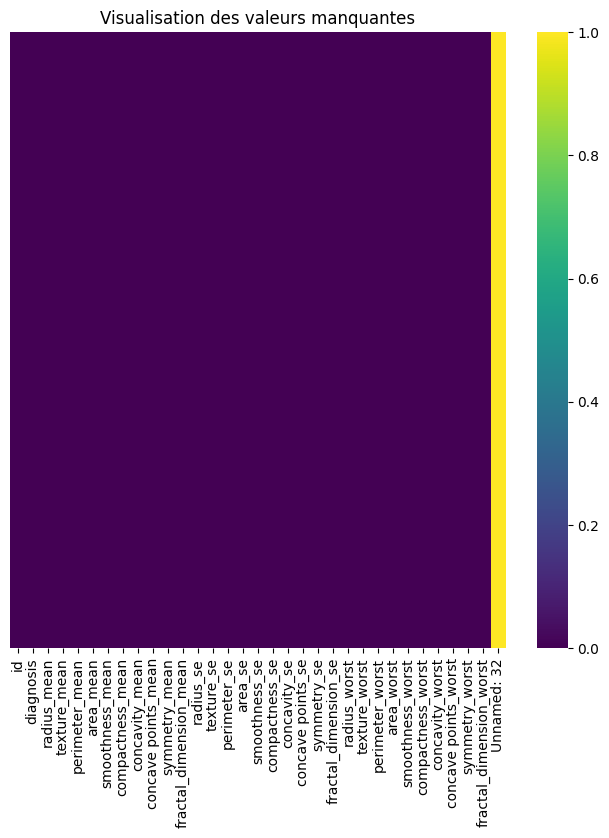 Visualisation des valeurs manquantes
1.0
0.8
0.6
0.4
0.2
0.0
id
diagnosis
radius_mean
texture_mean
perimeter_mean
area_mean
smoothness_mean
compactness_mean
concavity_mean
concave points_mean
symmetry_mean
fractal_dimension_mean
radius_se
texture_se
perimeter_se
area_se
smoothness_se
compactness_se
concavity_se
concave points_se
symmetry_se
fractal_dimension_se
radius_worst
texture_worst
perimeter_worst
area_worst
smoothness_worst
compactness_worst
concavity_worst
concave points_worst
symmetry_worst
fractal_dimension_worst
Unnamed: 32